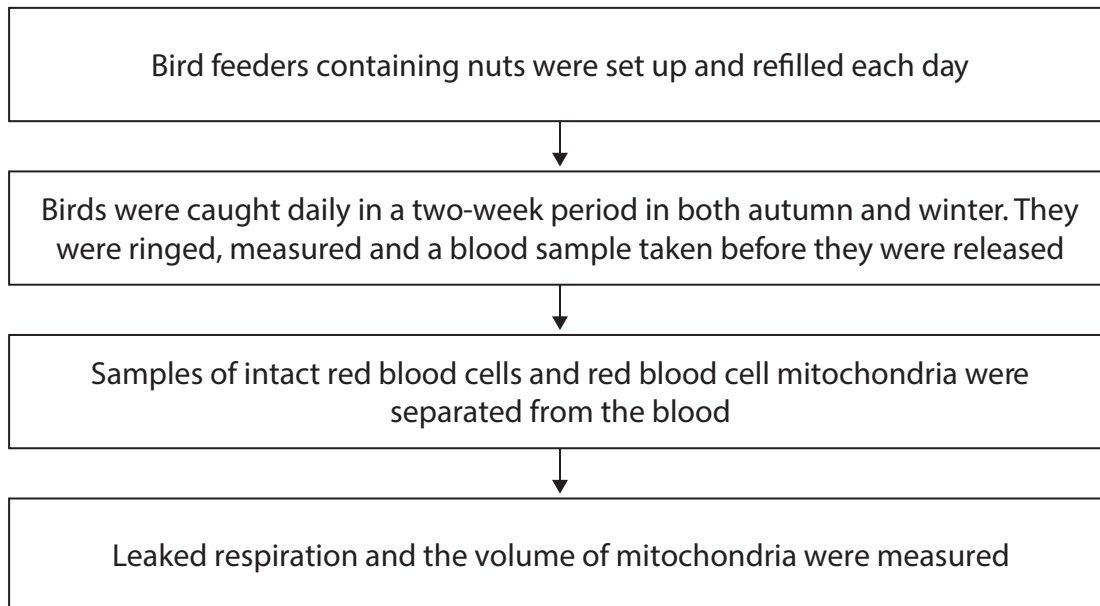 Bird feeders containing nuts were set up and refilled each day
Birds were caught daily in a two-week period in both autumn and winter. They
were ringed, measured and a blood sample taken before they were released
Samples of intact red blood cells and red blood cell mitochondria were
separated from the blood
Leaked respiration and the volume of mitochondria were measured